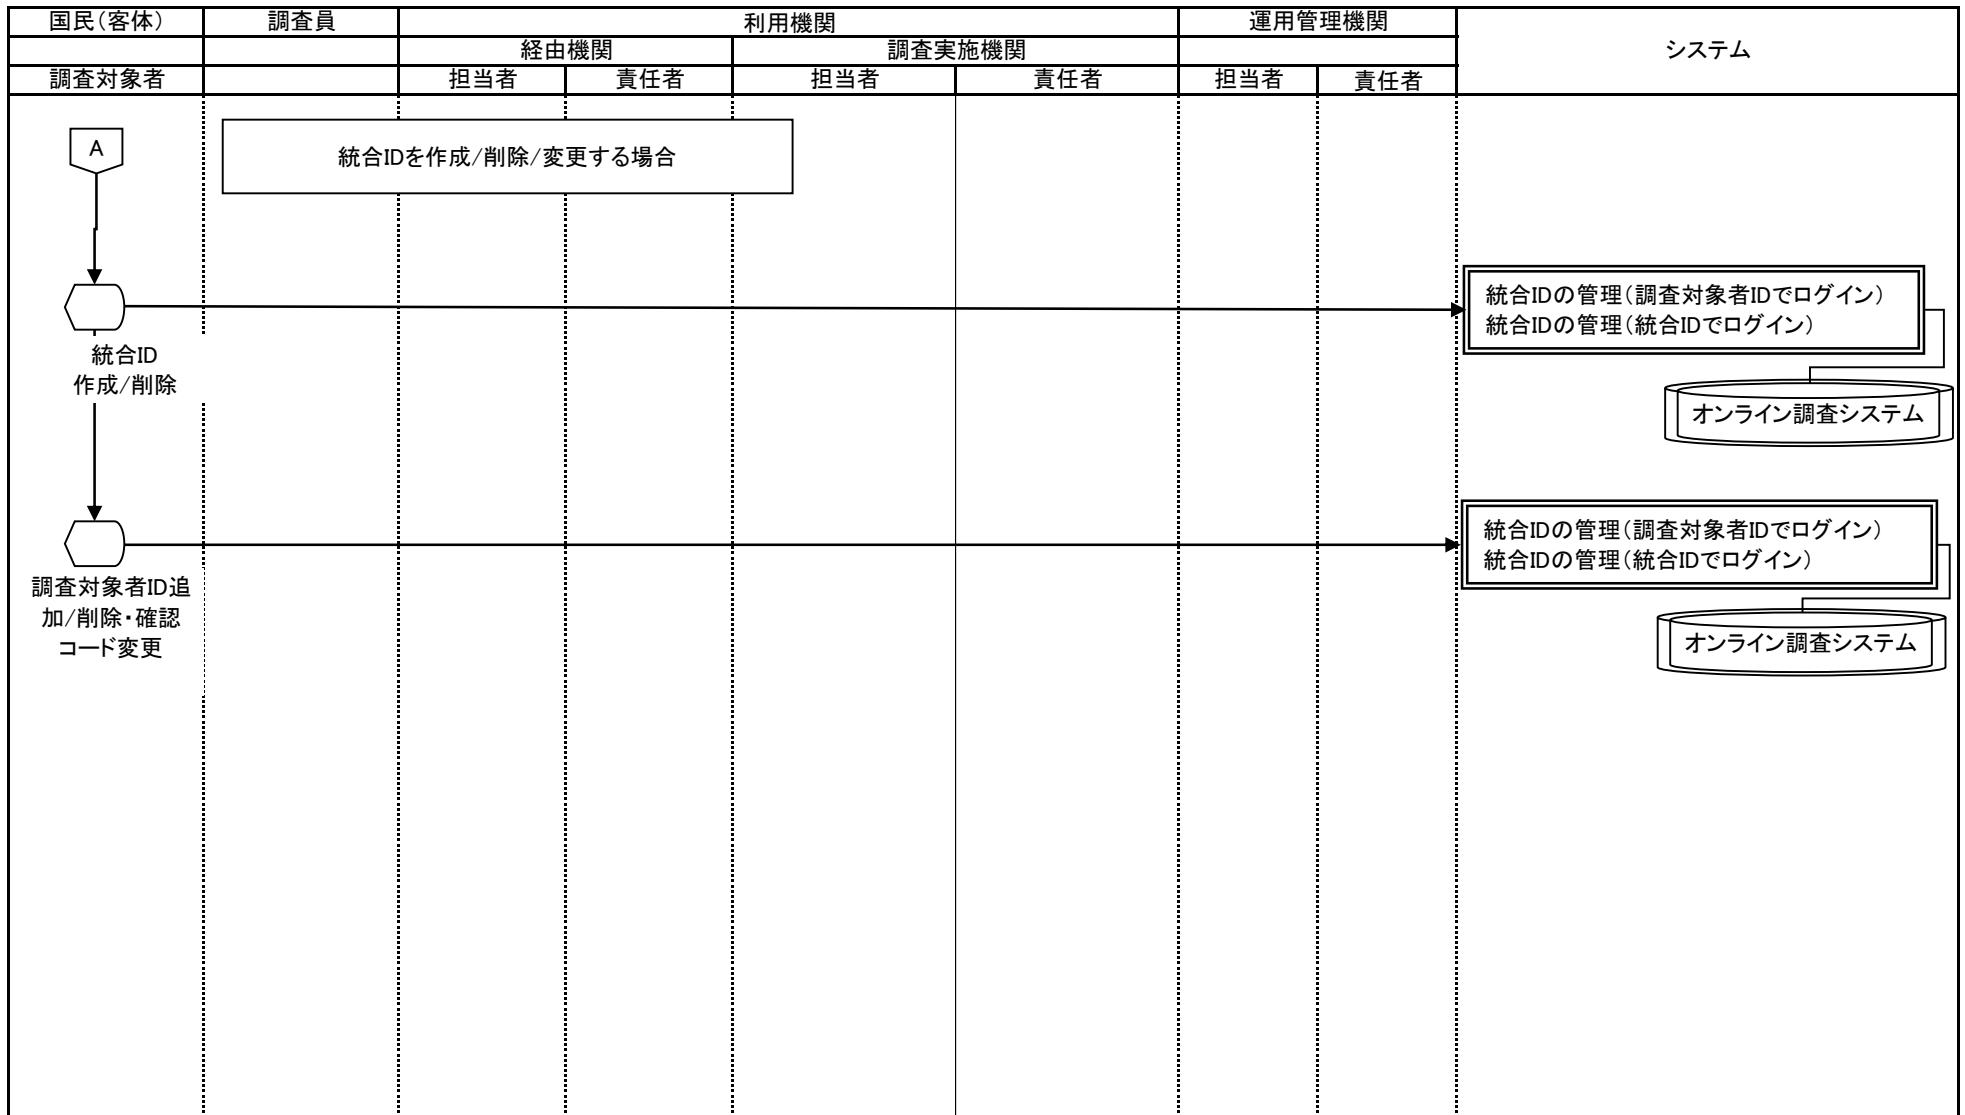 国民（客体）
調査員
利用機関
運用管理機関
システム
経由機関
調査実施機関
調査対象者
担当者
責任者
担当者
責任者
担当者
責任者
A
統合IDを作成/削除/変更する場合
統合IDの管理（調査対象者IDでログイン）
統合IDの管理（統合IDでログイン）
統合ID
作成/削除
オンライン調査システム
統合IDの管理（調査対象者IDでログイン）
統合IDの管理（統合IDでログイン）
調査対象者ID追
加/削除・確認
コード変更
オンライン調査システム